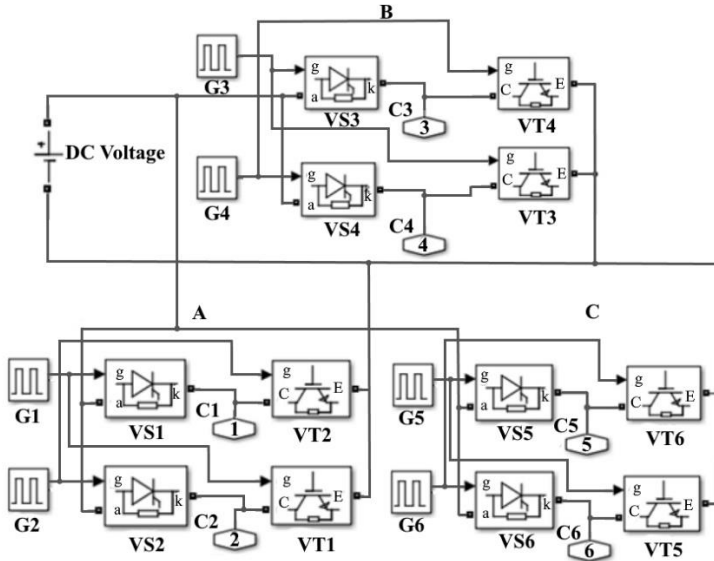 B
g
a
k
G3
VS3
C3
3
g
C
E
VT4
DC Voltage
g
a
k
G4
VS4
C4
4
g
C
E
VT3
A
C
g
a
k
G1
VS1
C1
1
g
C
E
VT2
g
a
k
G2
VS2
C2
2
g
C
E
VT1
g
a
k
G5
VS5
C5
5
g
C
E
VT6
g
a
k
G6
VS6
C6
6
g
C
E
VT5